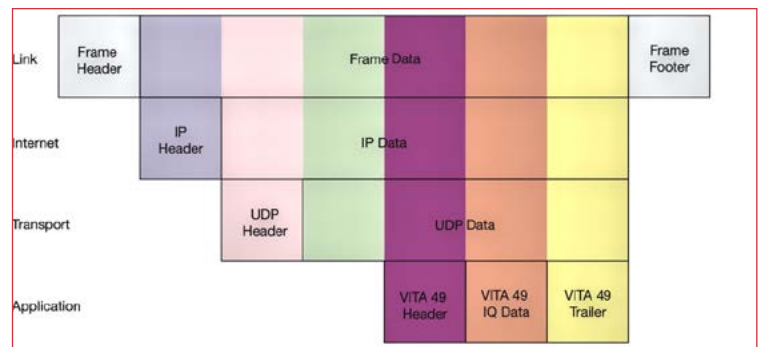 Link
Frame
Header
Frame Data
Frame
Footer
Internet
IP
Header
IP Data
Transport
UDP
Header
UDP Data
Application
VITA 49
Header
VITA 49
IQ Data
VITA 49
Trailer